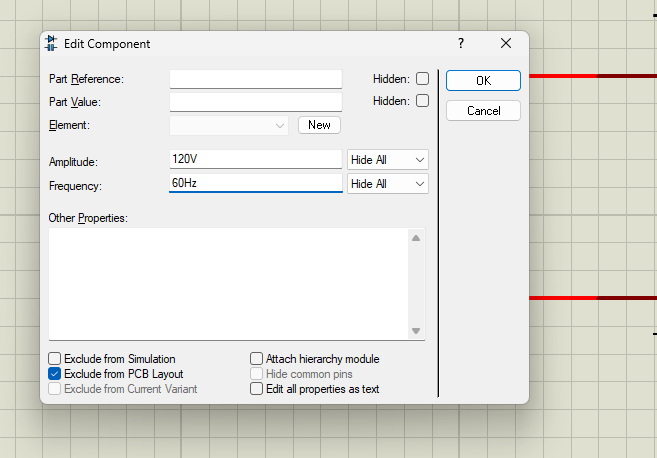 Edit Component ?
Part Reference: Hidden: OK
Part Value: Hidden: Cancel
Element: New
Amplitude: 120V Hide All
Frequency: 60Hz Hide All
Other Properties:
Exclude from Simulation Attach hierarchy module
Exclude from PCB Layout Hide common pins
Exclude from Current Variant Edit all properties as text